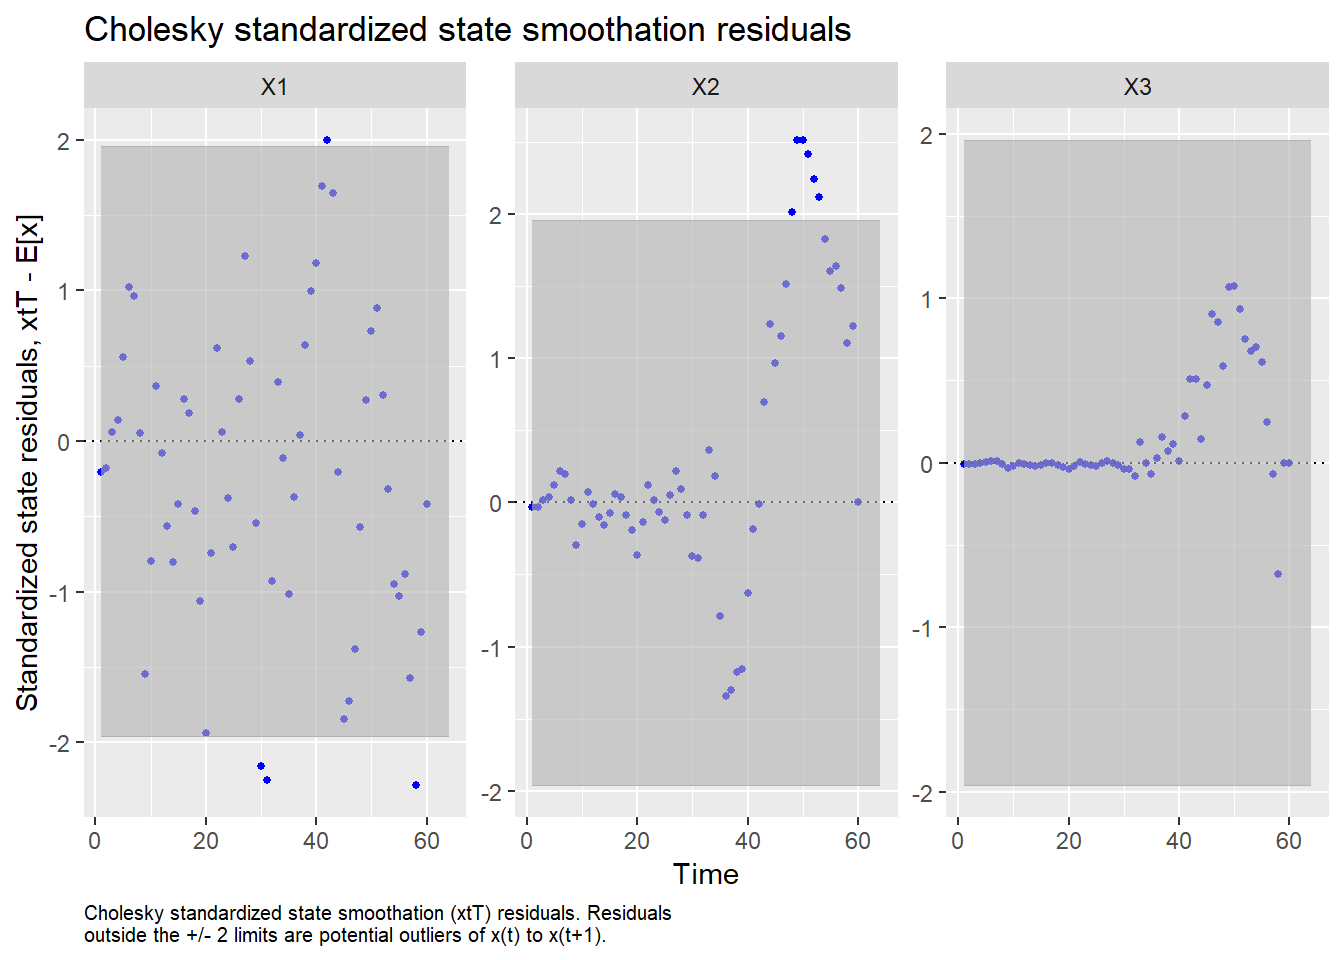 Cholesky standardized state smoothation residuals
X1 X2 X3
Standardized state residuals, xtT - E[x]
2 1 0 -1 -2
2 1 0 -1 -2
2 1 0 -1 -2
0 20 40 60 0 20 40 60 0 20 40 60
Time
Cholesky standardized state smoothation (xtT) residuals. Residuals
outside the +/- 2 limits are potential outliers of x(t) to x(t+1).